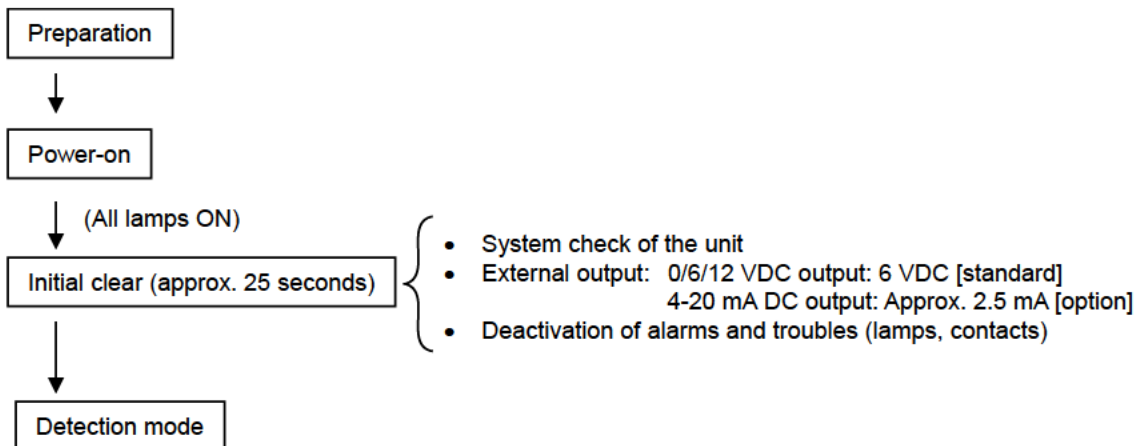 Preparation
Power-on
(All lamps ON)
Initial clear (approx. 25 seconds)
• System check of the unit
• External output: 0/6/12 VDC output: 6 VDC [standard]
4-20 mA DC output: Approx. 2.5 mA [option]
• Deactivation of alarms and troubles (lamps, contacts)
Detection mode